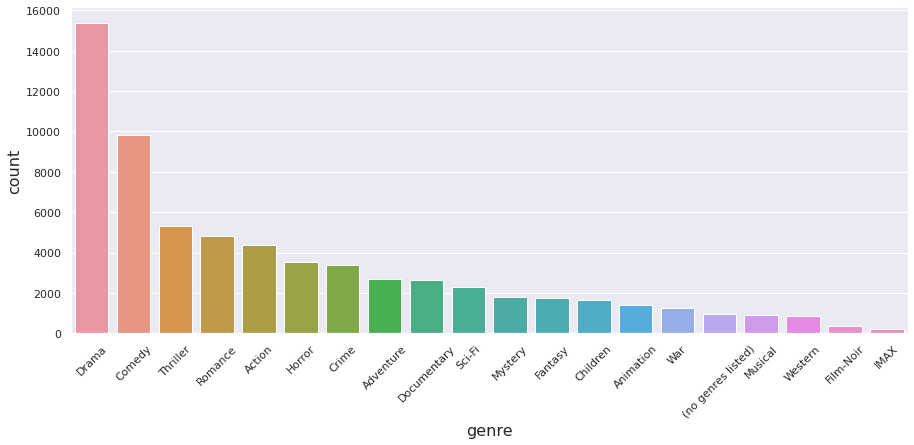 16000
14000
12000
10000
8000
6000
4000
2000
0
count
Drama
Comedy
Thriller
Romance
Action
Horror
Crime
Adventure
Documentary
Sci-Fi
Mystery
Fantasy
Children
Animation
War
(no genres listed)
Musical
Western
Film-Noir
IMAX
genre